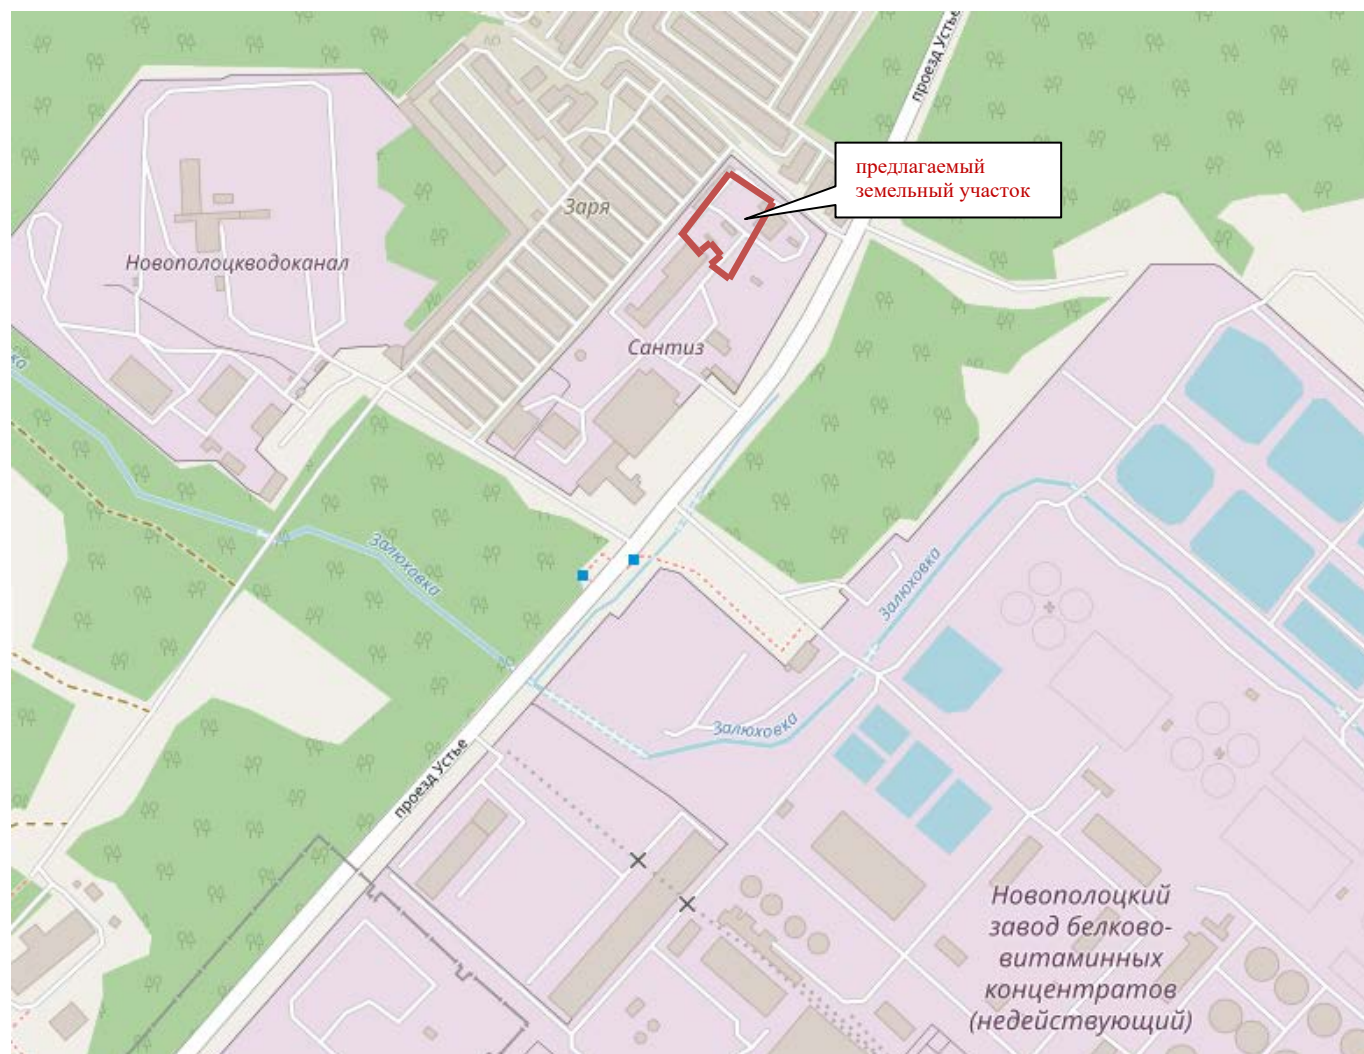 проезд Устье
предлагаемый
земельный участок
Заря
Новополоцкводоканал
Сантиз
ка
Залюховка
Залюховка
Залюховка
проезд Устье
Новополоцкий
завод белково-
витаминных
концентратов
(недействующий)